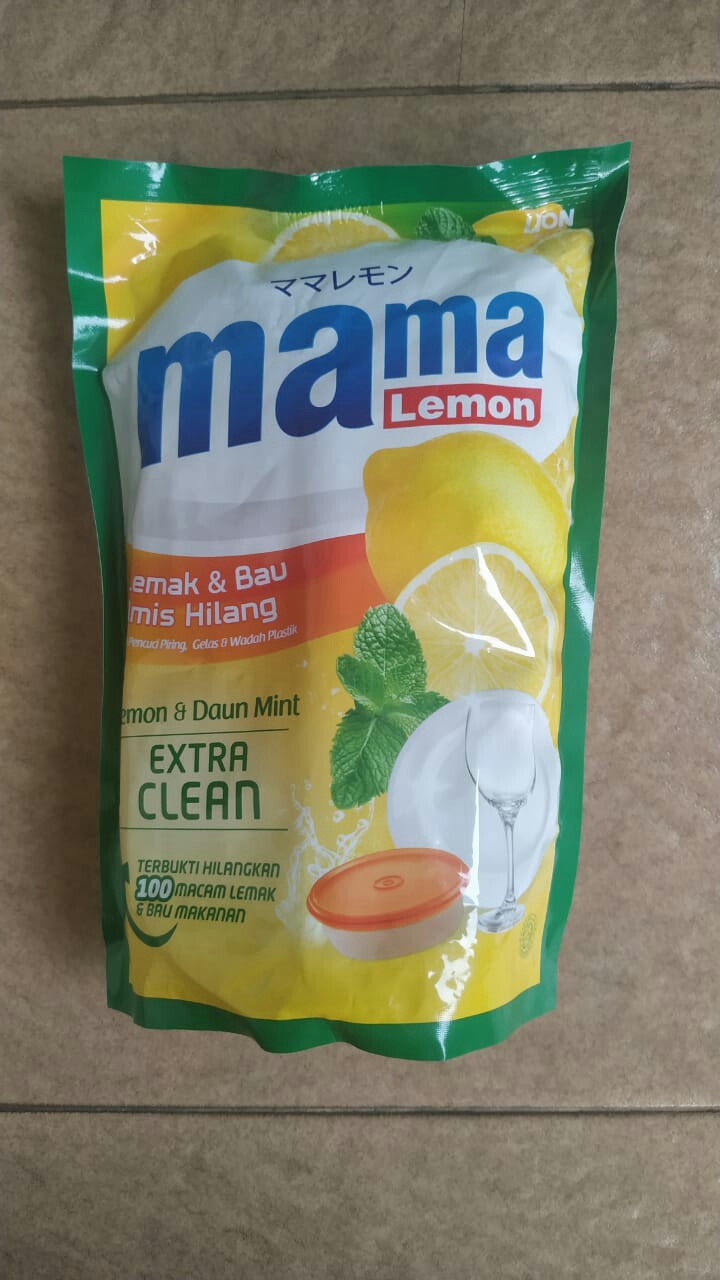 LION
ママレモン
mama
Lemon
Lemak & Bau
Amis Hilang
Pencuci Piring, Gelas & Wadah Plastik
Lemon & Daun Mint
EXTRA
CLEAN
TERBUKTI HILANGKAN
100 MACAM LEMAK
& BAU MAKANAN